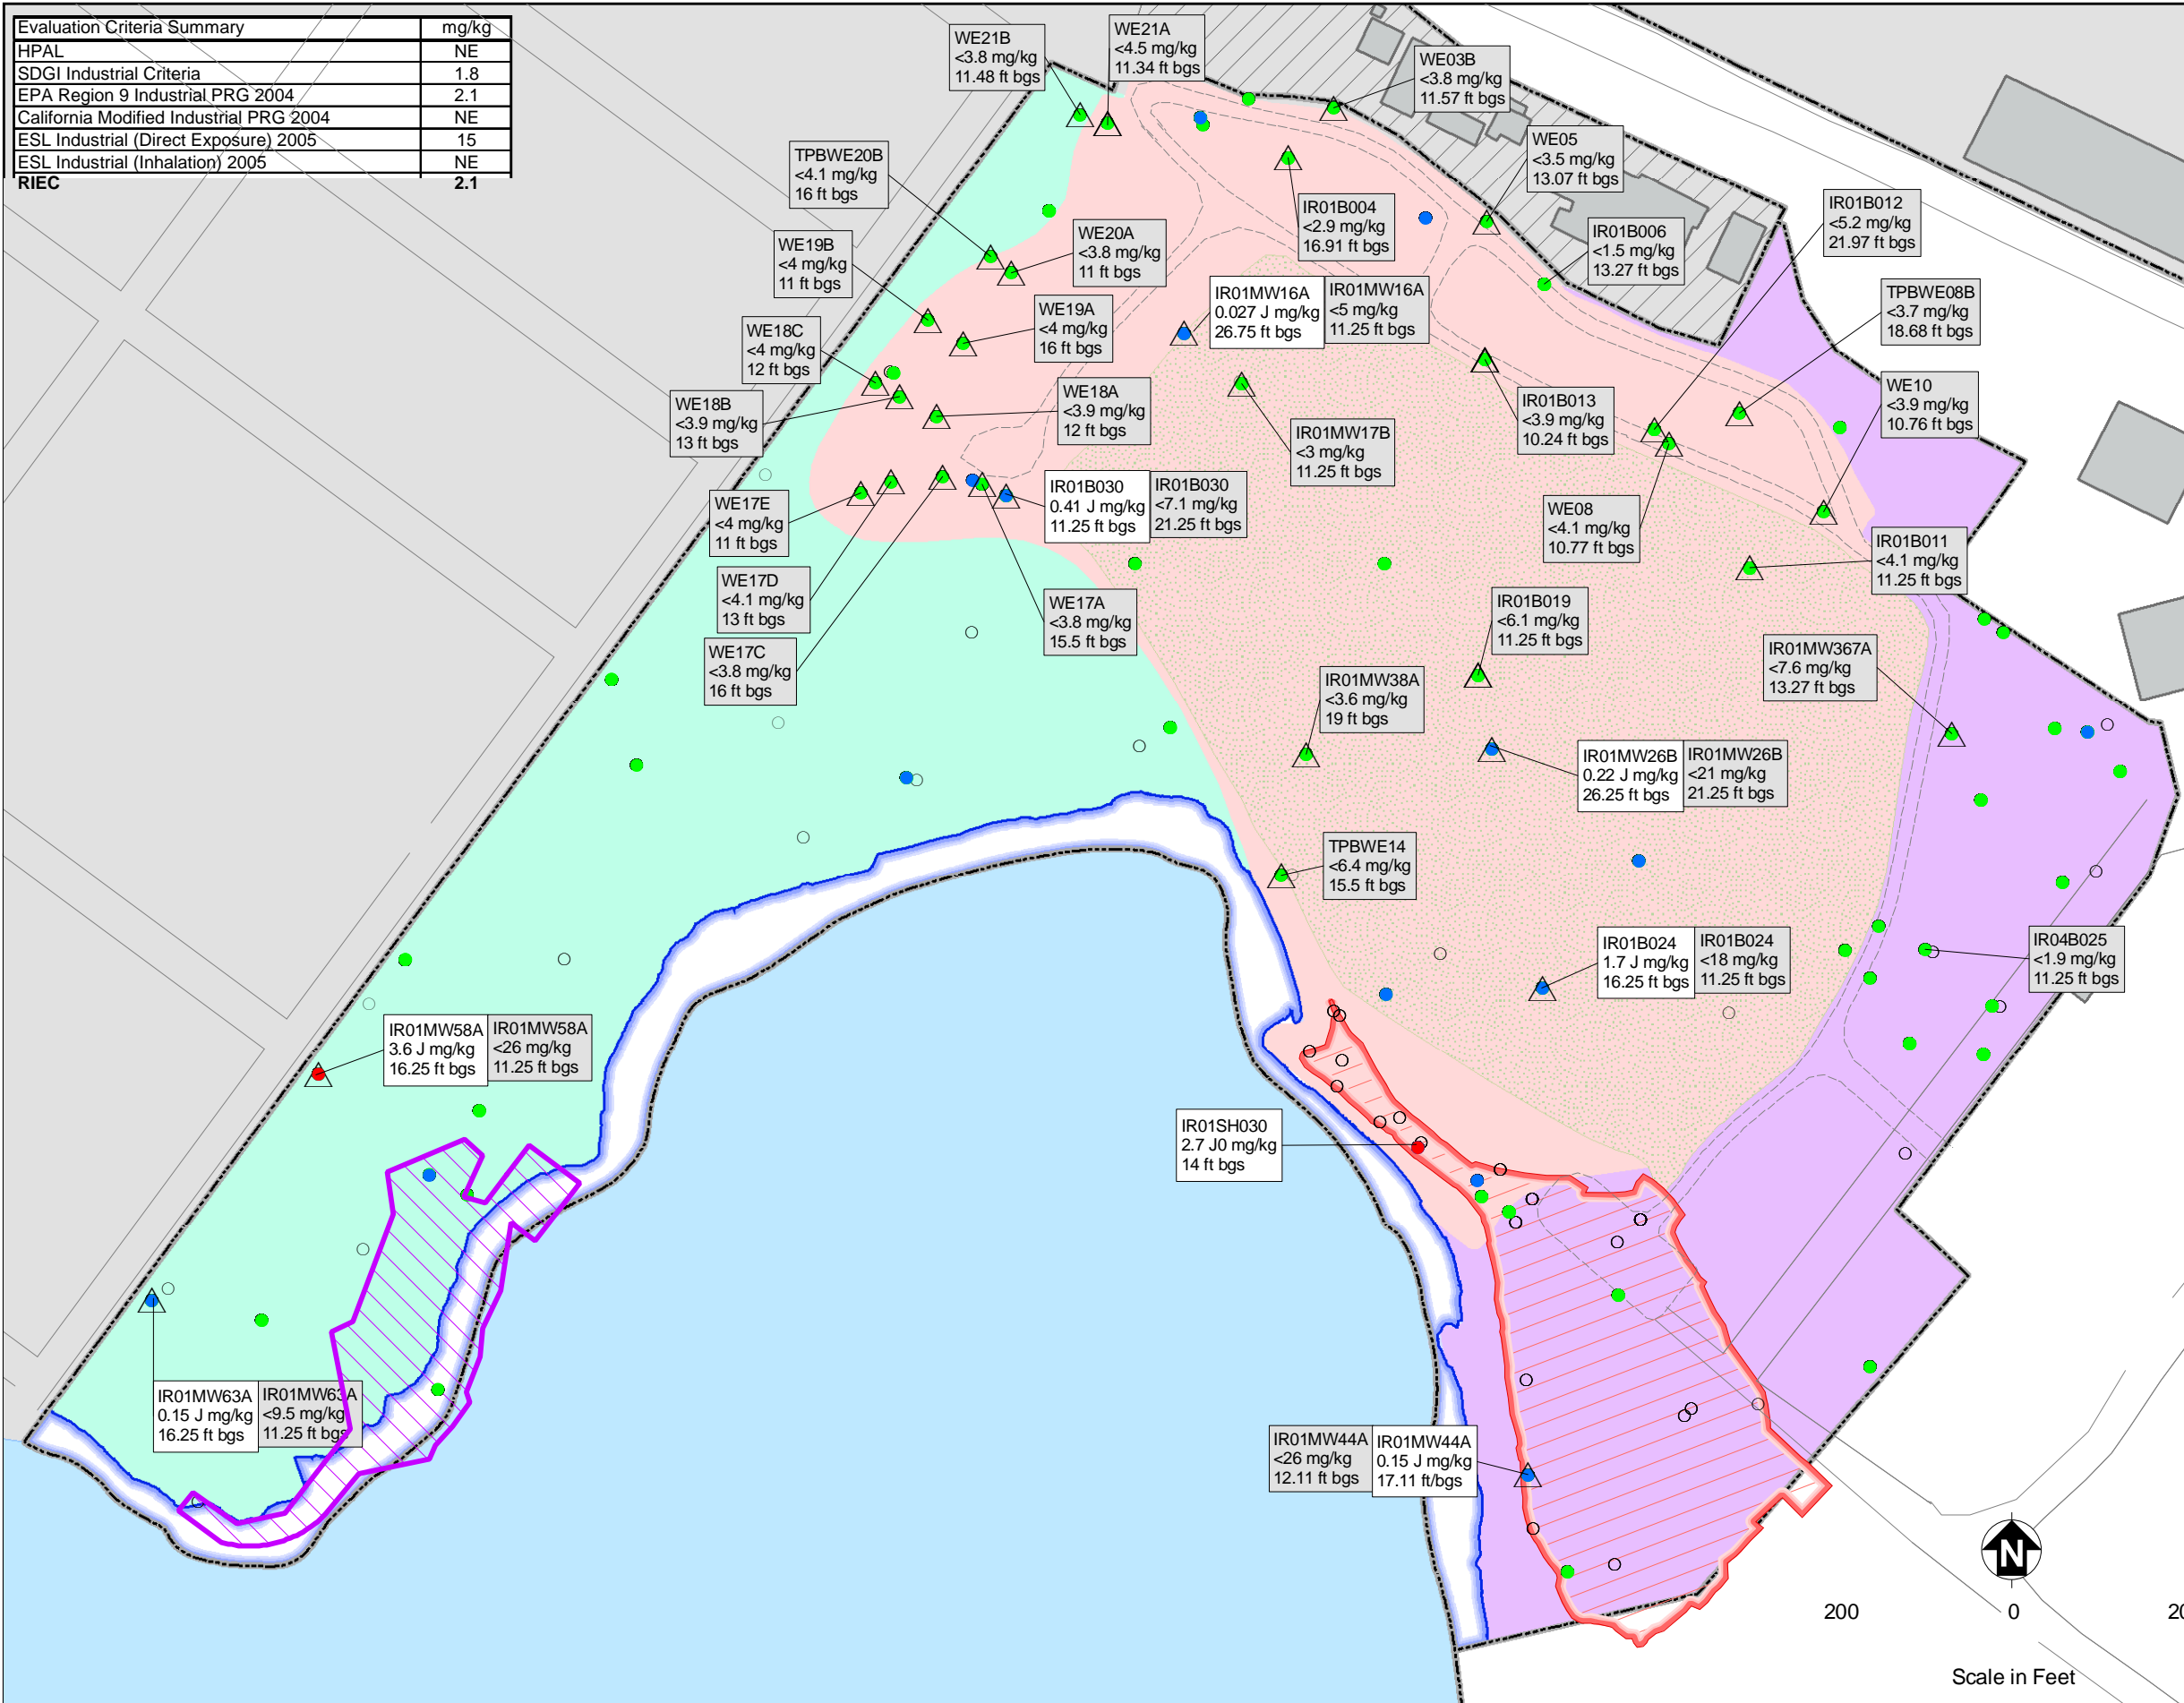 Evaluation Criteria Summary mg/kg
HPAL NE
SDGI Industrial Criteria 1.8
EPA Region 9 Industrial PRG 2004 2.1
California Modified Industrial PRG 2004 NE
ESL Industrial (Direct Exposure) 2005 15
ESL Industrial (Inhalation) 2005 NE
RIEC 2.1
WE21B
<3.8 mg/kg
11.48 ft bgs
WE21A
<4.5 mg/kg
11.34 ft bgs
WE03B
<3.8 mg/kg
11.57 ft bgs
WE05
<3.5 mg/kg
13.07 ft bgs
TPBWE20B
<4.1 mg/kg
16 ft bgs
IR01B004
<2.9 mg/kg
16.91 ft bgs
IR01B012
<5.2 mg/kg
21.97 ft bgs
WE20A
<3.8 mg/kg
11 ft bgs
IR01B006
<1.5 mg/kg
13.27 ft bgs
WE19B
<4 mg/kg
11 ft bgs
IR01MW16A
0.027 J mg/kg
26.75 ft bgs
IR01MW16A
<5 mg/kg
11.25 ft bgs
TPBWE08B
<3.7 mg/kg
18.68 ft bgs
WE19A
<4 mg/kg
16 ft bgs
WE18C
<4 mg/kg
12 ft bgs
WE18A
<3.9 mg/kg
12 ft bgs
IR01B013
<3.9 mg/kg
10.24 ft bgs
WE10
<3.9 mg/kg
10.76 ft bgs
WE18B
<3.9 mg/kg
13 ft bgs
IR01MW17B
<3 mg/kg
11.25 ft bgs
IR01B030
0.41 J mg/kg
11.25 ft bgs
IR01B030
<7.1 mg/kg
21.25 ft bgs
WE17E
<4 mg/kg
11 ft bgs
WE08
<4.1 mg/kg
10.77 ft bgs
IR01B011
<4.1 mg/kg
11.25 ft bgs
WE17D
<4.1 mg/kg
13 ft bgs
WE17A
<3.8 mg/kg
15.5 ft bgs
IR01B019
<6.1 mg/kg
11.25 ft bgs
WE17C
<3.8 mg/kg
16 ft bgs
IR01MW367A
<7.6 mg/kg
13.27 ft bgs
IR01MW38A
<3.6 mg/kg
19 ft bgs
IR01MW26B
0.22 J mg/kg
26.25 ft bgs
IR01MW26B
<21 mg/kg
21.25 ft bgs
TPBWE14
<6.4 mg/kg
15.5 ft bgs
IR01B024
1.7 J mg/kg
16.25 ft bgs
IR01B024
<18 mg/kg
11.25 ft bgs
IR04B025
<1.9 mg/kg
11.25 ft bgs
IR01MW58A
3.6 J mg/kg
16.25 ft bgs
IR01MW58A
<26 mg/kg
11.25 ft bgs
IR01SH030
2.7 J0 mg/kg
14 ft bgs
IR01MW63A
0.15 J mg/kg
16.25 ft bgs
IR01MW63A
<9.5 mg/kg
11.25 ft bgs
IR01MW44A
<26 mg/kg
12.11 ft bgs
IR01MW44A
0.15 J mg/kg
17.11 ft/bgs
N
200 0
Scale in Feet